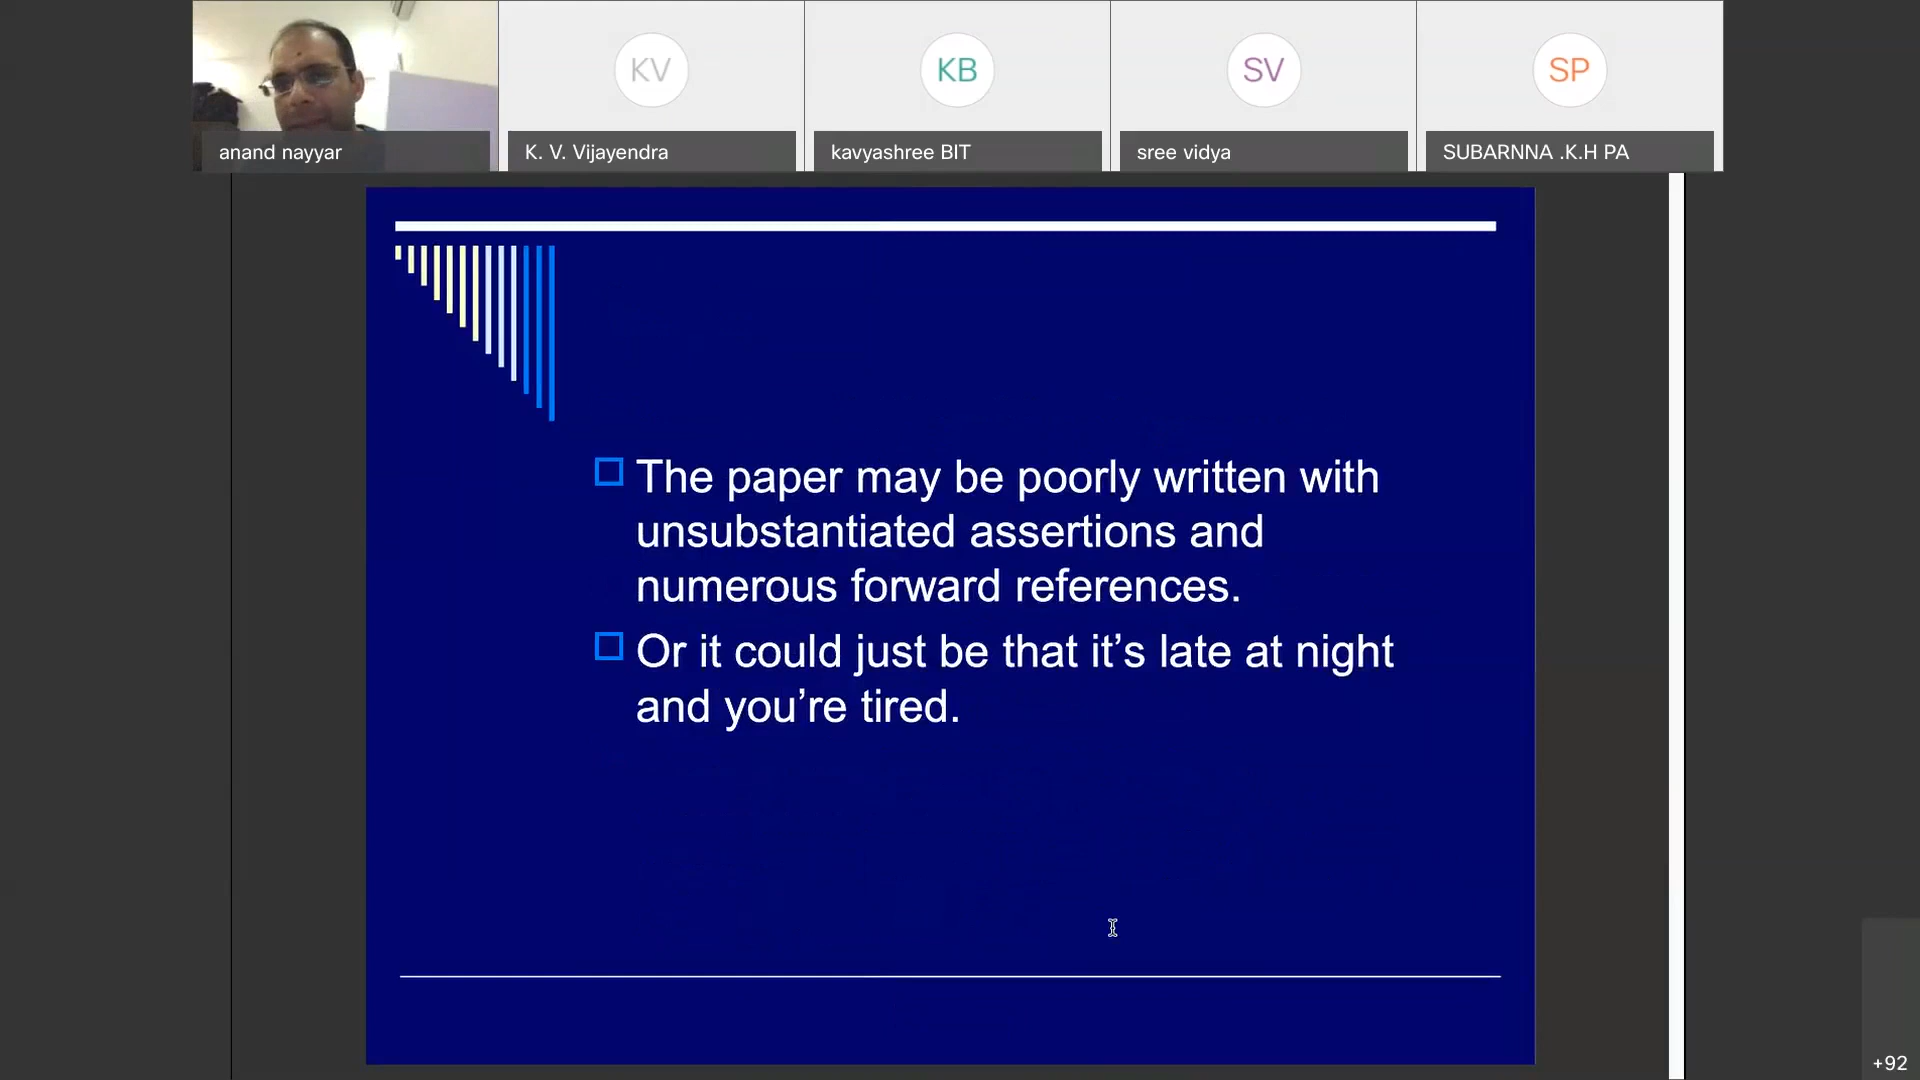 KV
KB
SV
SP
anand nayyar
K. V. Vijayendra
kavyashree BIT
sree vidya
SUBARNNA .K.H PA
The paper may be poorly written with
unsubstantiated assertions and
numerous forward references.
Or it could just be that it’s late at night
and you’re tired.
+92